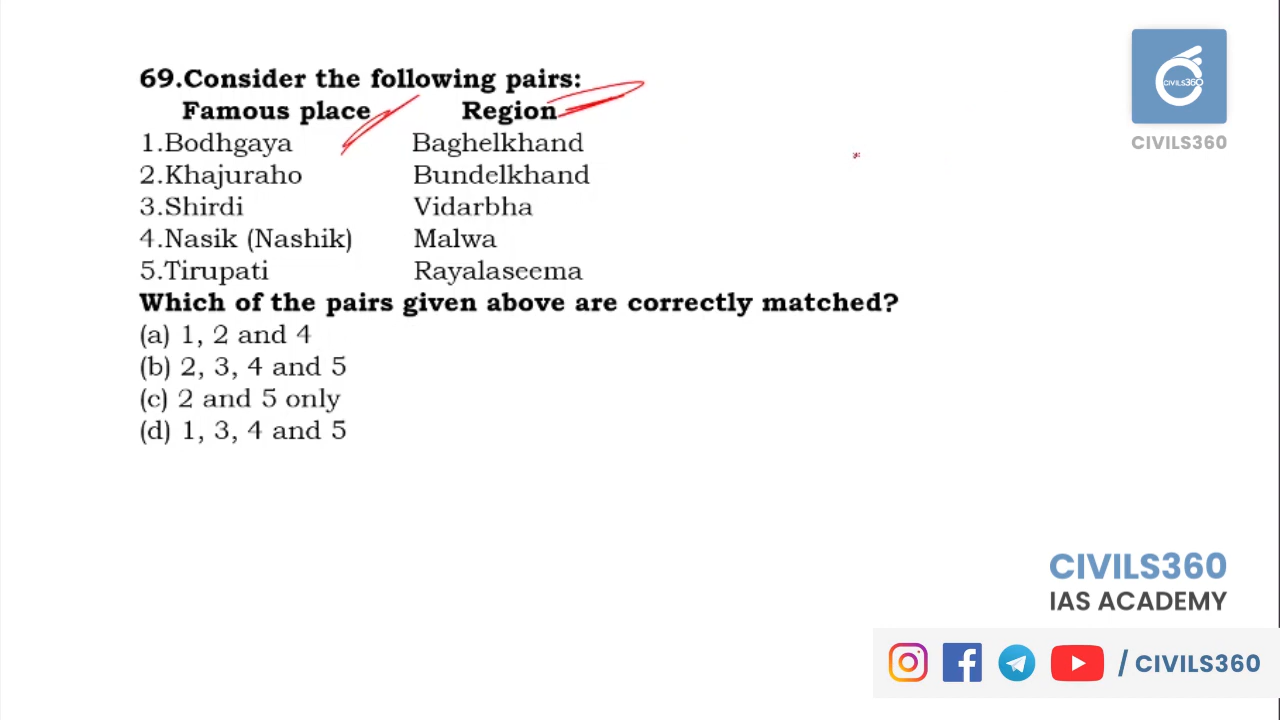 69.Consider the following pairs:
Famous place Region
1.Bodhgaya Baghelkhand
2.Khajuraho Bundelkhand
3.Shirdi Vidarbha
4.Nasik (Nashik) Malwa
5.Tirupati Rayalaseema
Which of the pairs given above are correctly matched?
(a) 1, 2 and 4
(b) 2, 3, 4 and 5
(c) 2 and 5 only
(d) 1, 3, 4 and 5
CIVILS360
CIVILS360
CIVILS360
IAS ACADEMY
/ CIVILS360